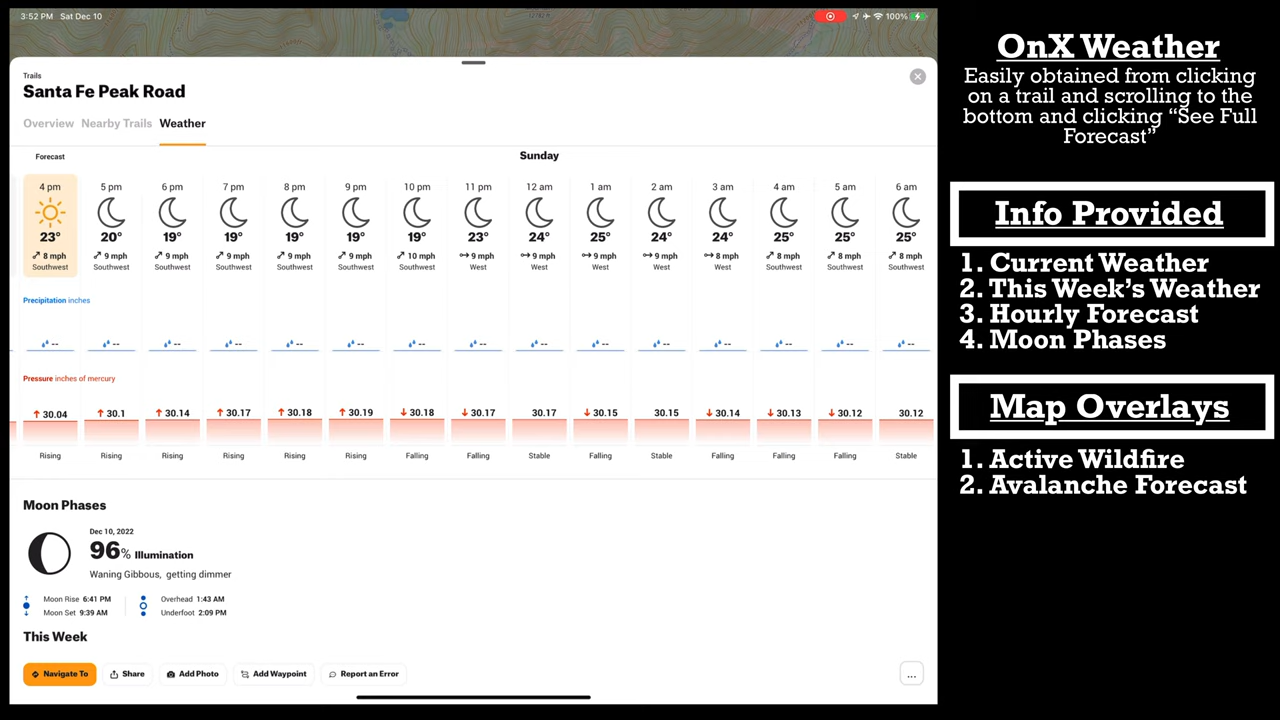 3:52 PM Sat Dec 10
100%
Trails
Santa Fe Peak Road
Overview Nearby Trails Weather
Forecast Sunday
4 pm 5 pm 6 pm 7 pm 8 pm 9 pm 10 pm 11 pm 12 am 1 am 2 am 3 am 4 am 5 am 6 am
23° 20° 19° 19° 19° 19° 19° 23° 24° 25° 24° 24° 25° 25° 25°
8 mph 9 mph 9 mph 9 mph 9 mph 9 mph 10 mph 9 mph 9 mph 9 mph 9 mph 8 mph 8 mph 8 mph 8 mph
Southwest Southwest Southwest Southwest Southwest Southwest Southwest West West West West West Southwest Southwest Southwest
Precipitation inches
-- -- -- -- -- -- -- -- -- -- -- -- -- -- --
Pressure inches of mercury
30.04 30.1 30.14 30.17 30.18 30.19 30.18 30.17 30.17 30.15 30.15 30.14 30.13 30.12 30.12
Rising Rising Rising Rising Rising Rising Falling Falling Stable Falling Stable Falling Falling Falling Stable
Moon Phases
Dec 10, 2022
96% Illumination
Waning Gibbous, getting dimmer
Moon Rise 6:41 PM Overhead 1:43 AM
Moon Set 9:39 AM Underfoot 2:09 PM
This Week
Navigate To Share Add Photo Add Waypoint Report an Error ...
OnX Weather
Easily obtained from clicking
on a trail and scrolling to the
bottom and clicking “See Full
Forecast”
Info Provided
1. Current Weather
2. This Week’s Weather
3. Hourly Forecast
4. Moon Phases
Map Overlays
1. Active Wildfire
2. Avalanche Forecast